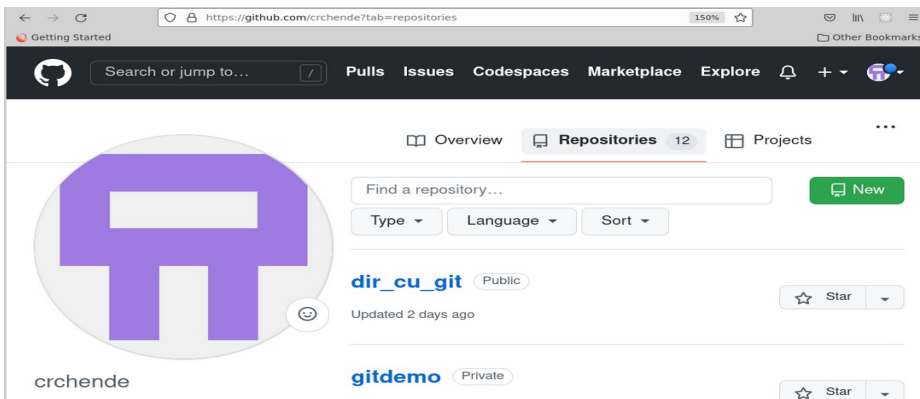 https://github.com/crchende?tab=repositories 150%
Getting Started Other Bookmarks
Search or jump to... / Pulls Issues Codespaces Marketplace Explore
Overview Repositories 12 Projects
Find a repository... New
Type Language Sort
dir_cu_git Public
Star
Updated 2 days ago
crchende
gitdemo Private
Star